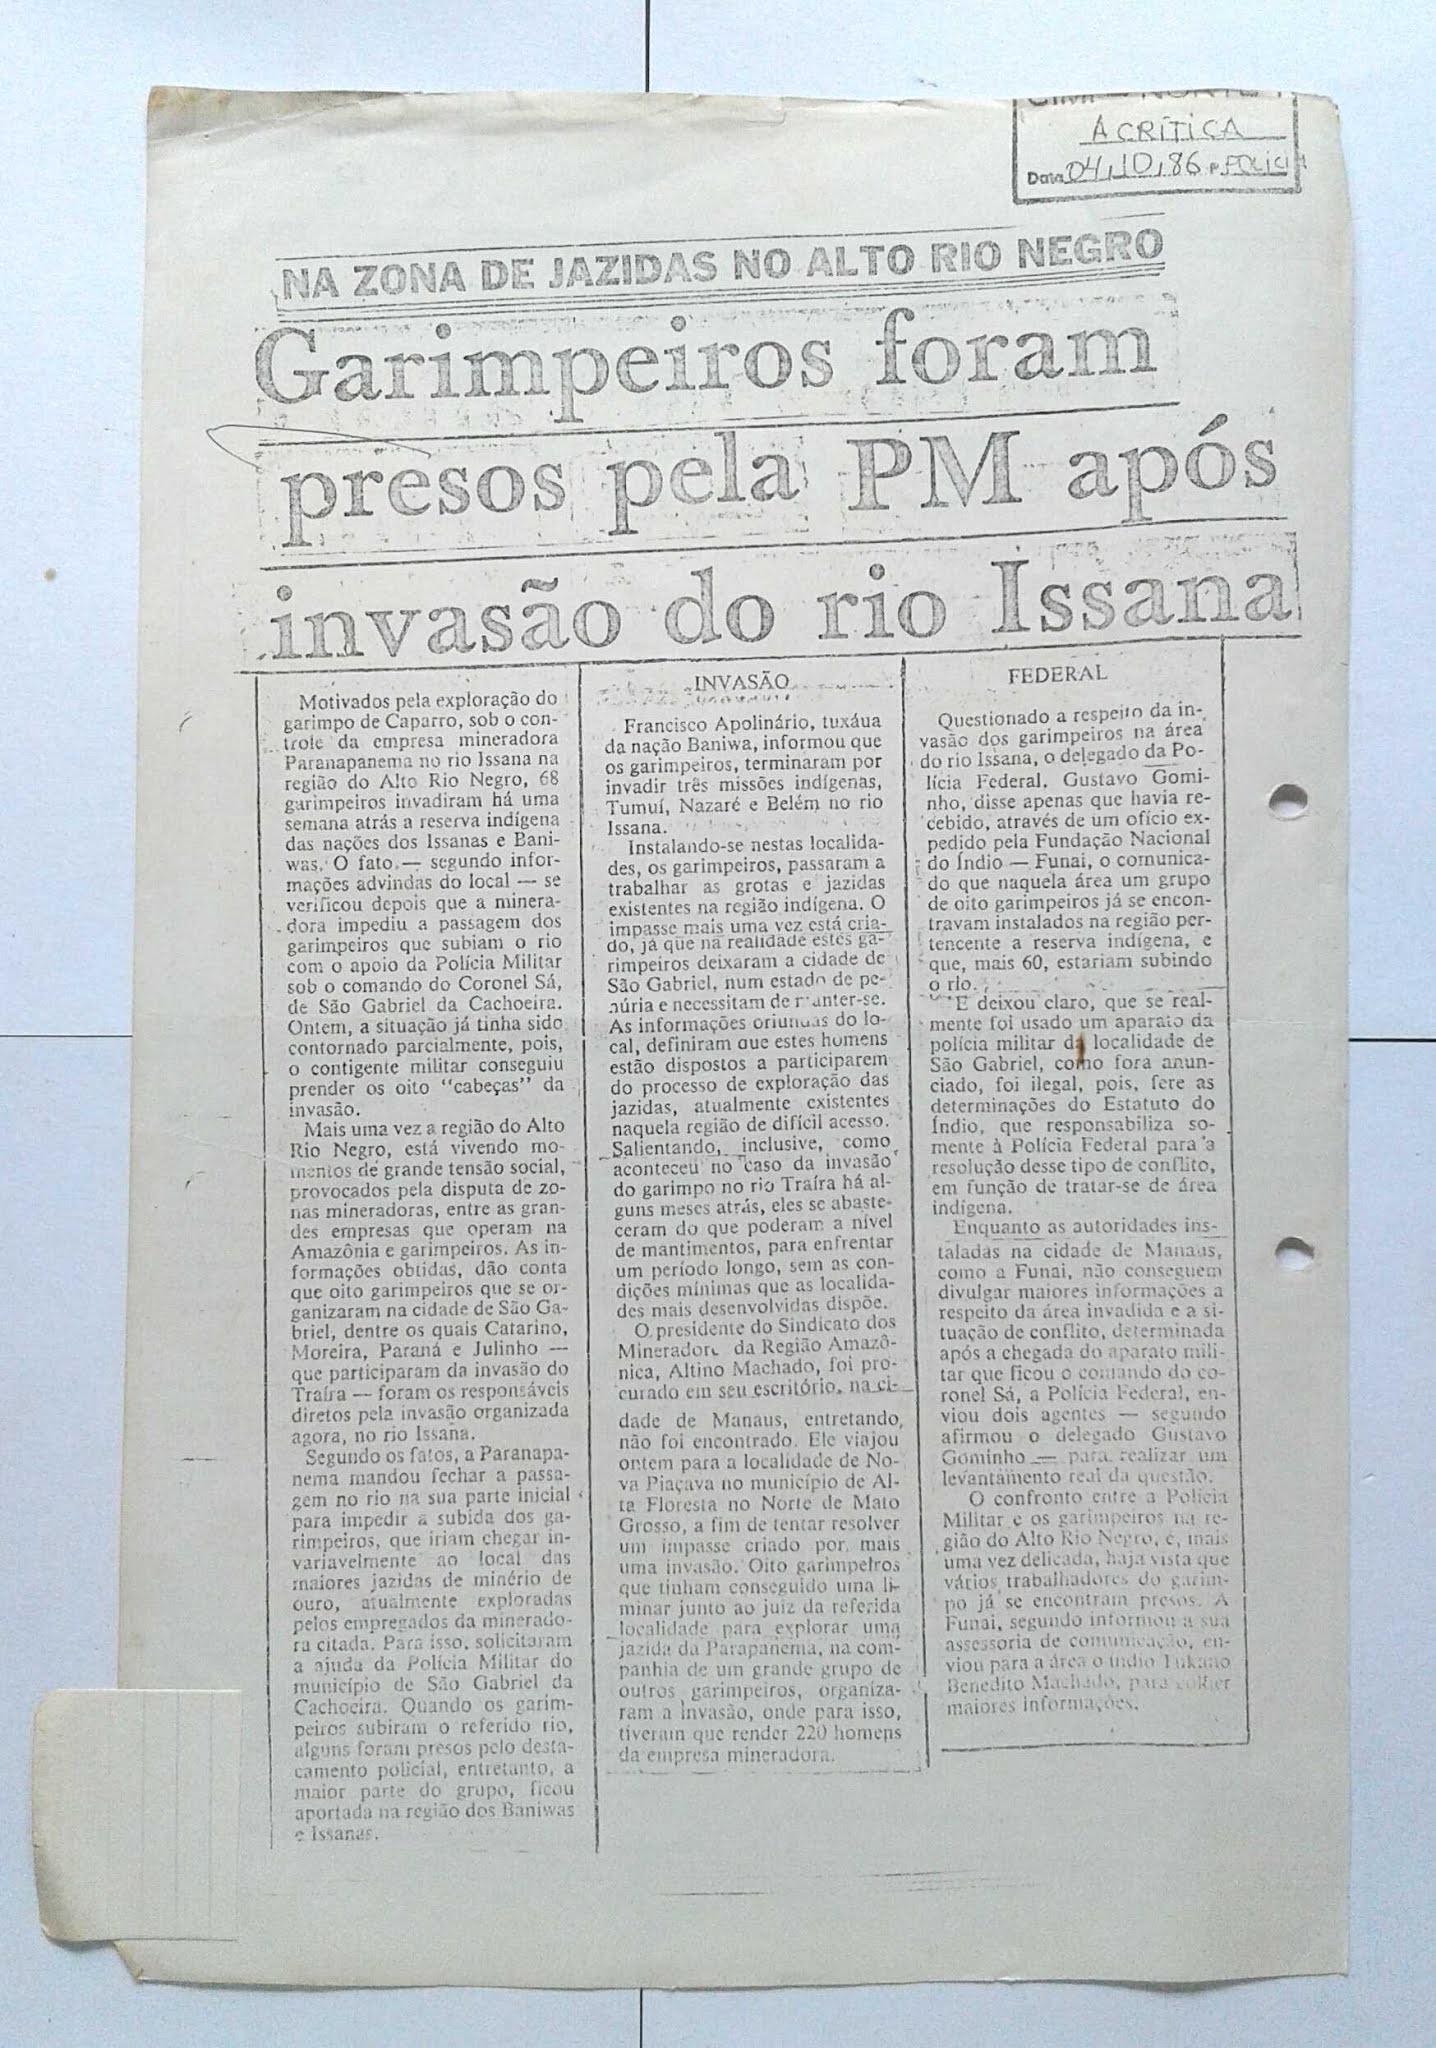 CIMI — NORTE I
A CRÍTICA
Data 04,10,86 P. POLICIA
NA ZONA DE JAZIDAS NO ALTO RIO NEGRO
Garimpeiros foram
presos pela PM após
invasão do rio Issana
Motivados pela exploração do
garimpo de Caparro, sob o con-
trole da empresa mineradora
Paranapanema no rio Issana na
região do Alto Rio Negro, 68
garimpeiros invadiram há uma
semana atrás a reserva indígena
das nações dos Issanas e Bani-
was. O fato — segundo infor-
mações advindas do local — se
verificou depois que a minera-
dora impediu a passagem dos
garimpeiros que subiam o rio
com o apoio da Polícia Militar
sob o comando do Coronel Sá,
de São Gabriel da Cachoeira.
Ontem, a situação já tinha sido
contornado parcialmente, pois,
o contigente militar conseguiu
prender os oito "cabeças" da
invasão.
Mais uma vez a região do Alto
Rio Negro, está vivendo mo-
mentos de grande tensão social,
provocados pela disputa de zo-
nas mineradoras, entre as gran-
des empresas que operam na
Amazônia e garimpeiros. As in-
formações obtidas, dão conta
que oito garimpeiros que se or-
ganizaram na cidade de São Ga-
briel, dentre os quais Catarino,
Moreira, Paraná e Julinho —
que participaram da invasão do
Traíra — foram os responsáveis
diretos pela invasão organizada
agora, no rio Issana.
Segundo os fatos, a Paranapa-
nema mandou fechar a passa-
gem no rio na sua parte inicial
para impedir a subida dos ga-
rimpeiros, que iriam chegar in-
variavelmente ao local das
maiores jazidas de minério de
ouro, atualmente exploradas
pelos empregados da minerado-
ra citada. Para isso, solicitaram
a ajuda da Polícia Militar do
município de São Gabriel da
Cachoeira. Quando os garim-
peiros subiram o referido rio,
alguns foram presos pelo desta-
camento policial, entretanto, a
maior parte do grupo, ficou
aportada na região dos Baniwas
e Issanas.
INVASÃO
Francisco Apolinário, tuxáua
da nação Baniwa, informou que
os garimpeiros, terminaram por
invadir três missões indígenas,
Tumuí, Nazaré e Belém no rio
Issana.
Instalando-se nestas localida-
des, os garimpeiros, passaram a
trabalhar as grotas e jazidas
existentes na região indígena. O
impasse mais uma vez está cria-
do, já que na realidade estes ga-
rimpeiros deixaram a cidade de
São Gabriel, num estado de pe-
núria e necessitam de manter-se.
As informações oriundas do lo-
cal, definiram que estes homens
estão dispostos a participarem
do processo de exploração das
jazidas, atualmente existentes
naquela região de difícil acesso.
Salientando, inclusive, como
aconteceu no caso da invasão
do garimpo no rio Traíra há al-
guns meses atrás, eles se abaste-
ceram do que poderam a nível
de mantimentos, para enfrentar
um período longo, sem as con-
dições mínimas que as localida-
des mais desenvolvidas dispõe.
O presidente do Sindicato dos
Minerador da Região Amazô-
nica, Altino Machado, foi pro-
curado em seu escritório, na ci-
dade de Manaus, entretando,
não foi encontrado. Ele viajou
ontem para a localidade de No-
va Piaçava no município de Al-
ta Floresta no Norte de Mato
Grosso, a fim de tentar resolver
um impasse criado por mais
uma invasão. Oito garimpeiros
que tinham conseguido uma li-
minar junto ao juiz da referida
localidade para explorar uma
jazida da Parapanema, na com-
panhia de um grande grupo de
outros garimpeiros, organiza-
ram a invasão, onde para isso,
tiveram que render 220 homens
da empresa mineradora.
FEDERAL
Questionado a respeito da in-
vasão dos garimpeiros na área
do rio Issana, o delegado da Po-
lícia Federal, Gustavo Gomi-
nho, disse apenas que havia re-
cebido, através de um ofício ex-
pedido pela Fundação Nacional
do Índio — Funai, o comunica-
do que naquela área um grupo
de oito garimpeiros já se encon-
travam instalados na região per-
tencente a reserva indígena, e
que, mais 60, estariam subindo
o rio.
E deixou claro, que se real-
mente foi usado um aparato da
polícia militar da localidade de
São Gabriel, como fora anun-
ciado, foi ilegal, pois, fere as
determinações do Estatuto do
Índio, que responsabiliza so-
mente à Polícia Federal para a
resolução desse tipo de conflito,
em função de tratar-se de área
indígena.
Enquanto as autoridades ins-
taladas na cidade de Manaus,
como a Funai, não conseguem
divulgar maiores informações a
respeito da área invadida e a si-
tuação de conflito, determinada
após a chegada do aparato mili-
tar que ficou o comando do co-
ronel Sá, a Polícia Federal, en-
viou dois agentes — segundo
afirmou o delegado Gustavo
Gominho — para realizar um
levantamento real da questão.
O confronto entre a Polícia
Militar e os garimpeiros na re-
gião do Alto Rio Negro, é, mais
uma vez delicada, haja vista que
vários trabalhadores do garim-
po já se encontram presos. A
Funai, segundo informou a sua
assessoria de comunicação, en-
viou para a área o índio Tukano
Benedito Machado, para colher
maiores informações.